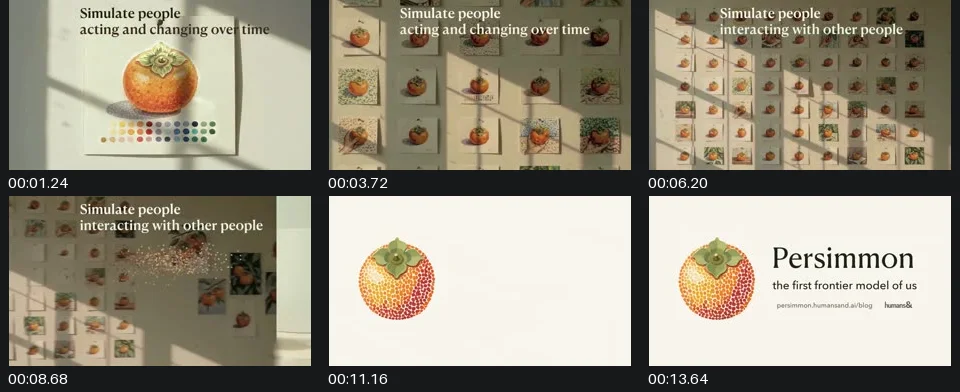 Simulate people
acting and changing over time
00:01.24
Simulate people
acting and changing over time
00:03.72
Simulate people
interacting with other people
00:06.20
Simulate people
interacting with other people
00:08.68
00:11.16
Persimmon
the first frontier model of us
persimmon.humansand.ai/blog humans&
00:13.64